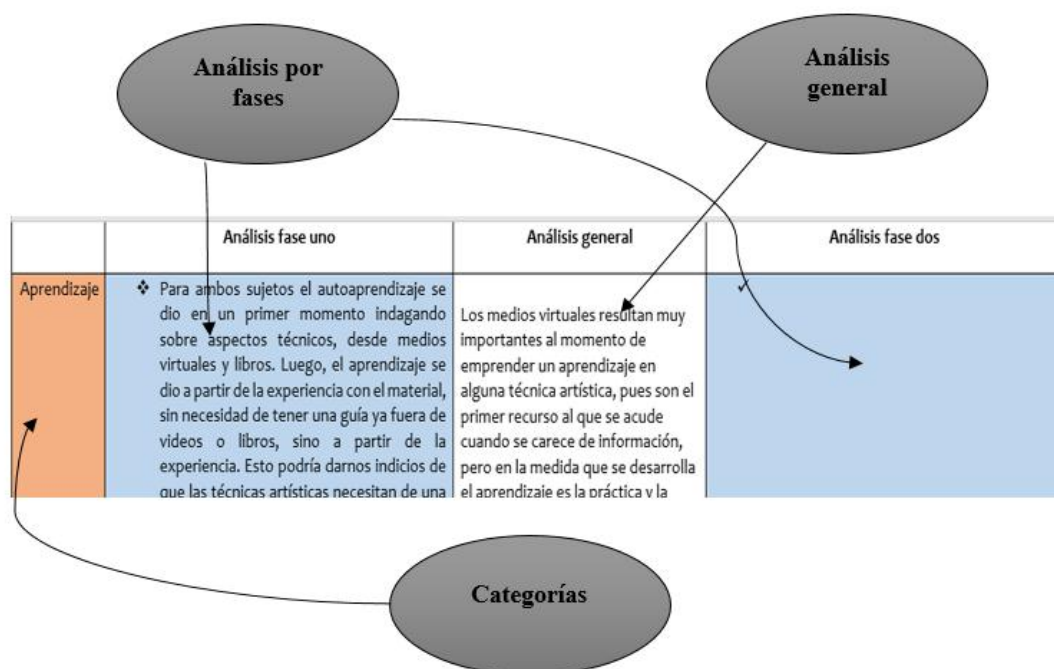 Análisis por
fases
Análisis
general
Análisis fase uno
Análisis general
Análisis fase dos
Aprendizaje
❖ Para ambos sujetos el autoaprendizaje se
dio en un primer momento indagando
sobre aspectos técnicos, desde medios
virtuales y libros. Luego, el aprendizaje se
dio a partir de la experiencia con el material,
sin necesidad de tener una guía ya fuera de
videos o libros, sino a partir de la
experiencia. Esto podría darnos indicios de
que las técnicas artísticas necesitan de una
Los medios virtuales resultan muy
importantes al momento de
emprender un aprendizaje en
alguna técnica artística, pues son el
primer recurso al que se acude
cuando se carece de información,
pero en la medida que se desarrolla
el aprendizaje es la práctica y la
✓
Categorías